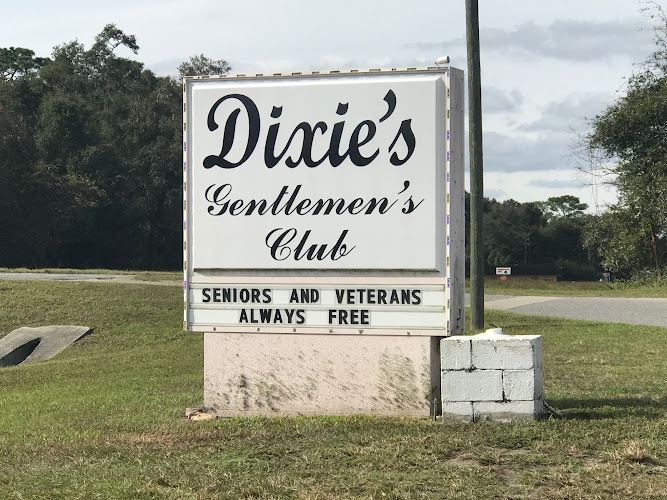 Dixie's
Gentlemen's
Club
SENIORS AND VETERANS
ALWAYS FREE